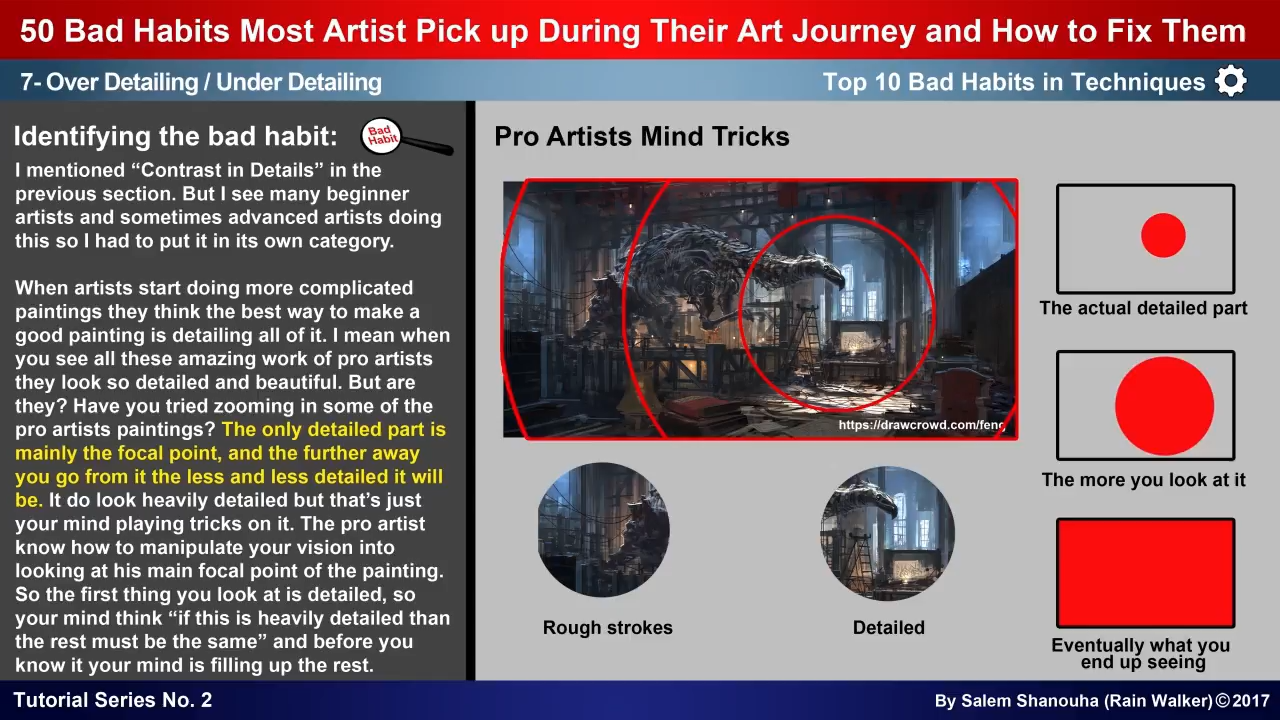 50 Bad Habits Most Artist Pick up During Their Art Journey and How to Fix Them
7- Over Detailing / Under Detailing
Top 10 Bad Habits in Techniques
Identifying the bad habit:
Bad
Habit
I mentioned “Contrast in Details” in the
previous section. But I see many beginner
artists and sometimes advanced artists doing
this so I had to put it in its own category.
When artists start doing more complicated
paintings they think the best way to make a
good painting is detailing all of it. I mean when
you see all these amazing work of pro artists
they look so detailed and beautiful. But are
they? Have you tried zooming in some of the
pro artists paintings? The only detailed part is
mainly the focal point, and the further away
you go from it the less and less detailed it will
be. It do look heavily detailed but that’s just
your mind playing tricks on it. The pro artist
know how to manipulate your vision into
looking at his main focal point of the painting.
So the first thing you look at is detailed, so
your mind think “if this is heavily detailed than
the rest must be the same” and before you
know it your mind is filling up the rest.
Pro Artists Mind Tricks
https://drawcrowd.com/feng
Rough strokes
Detailed
The actual detailed part
The more you look at it
Eventually what you
end up seeing
Tutorial Series No. 2
By Salem Shanouha (Rain Walker)©2017